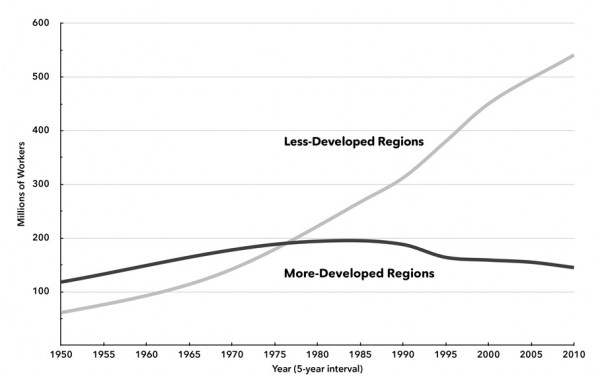 600
500
400
300
200
100
Millions of Workers
Less-Developed Regions
More-Developed Regions
1950 1955 1960 1965 1970 1975 1980 1985 1990 1995 2000 2005 2010
Year (5-year interval)